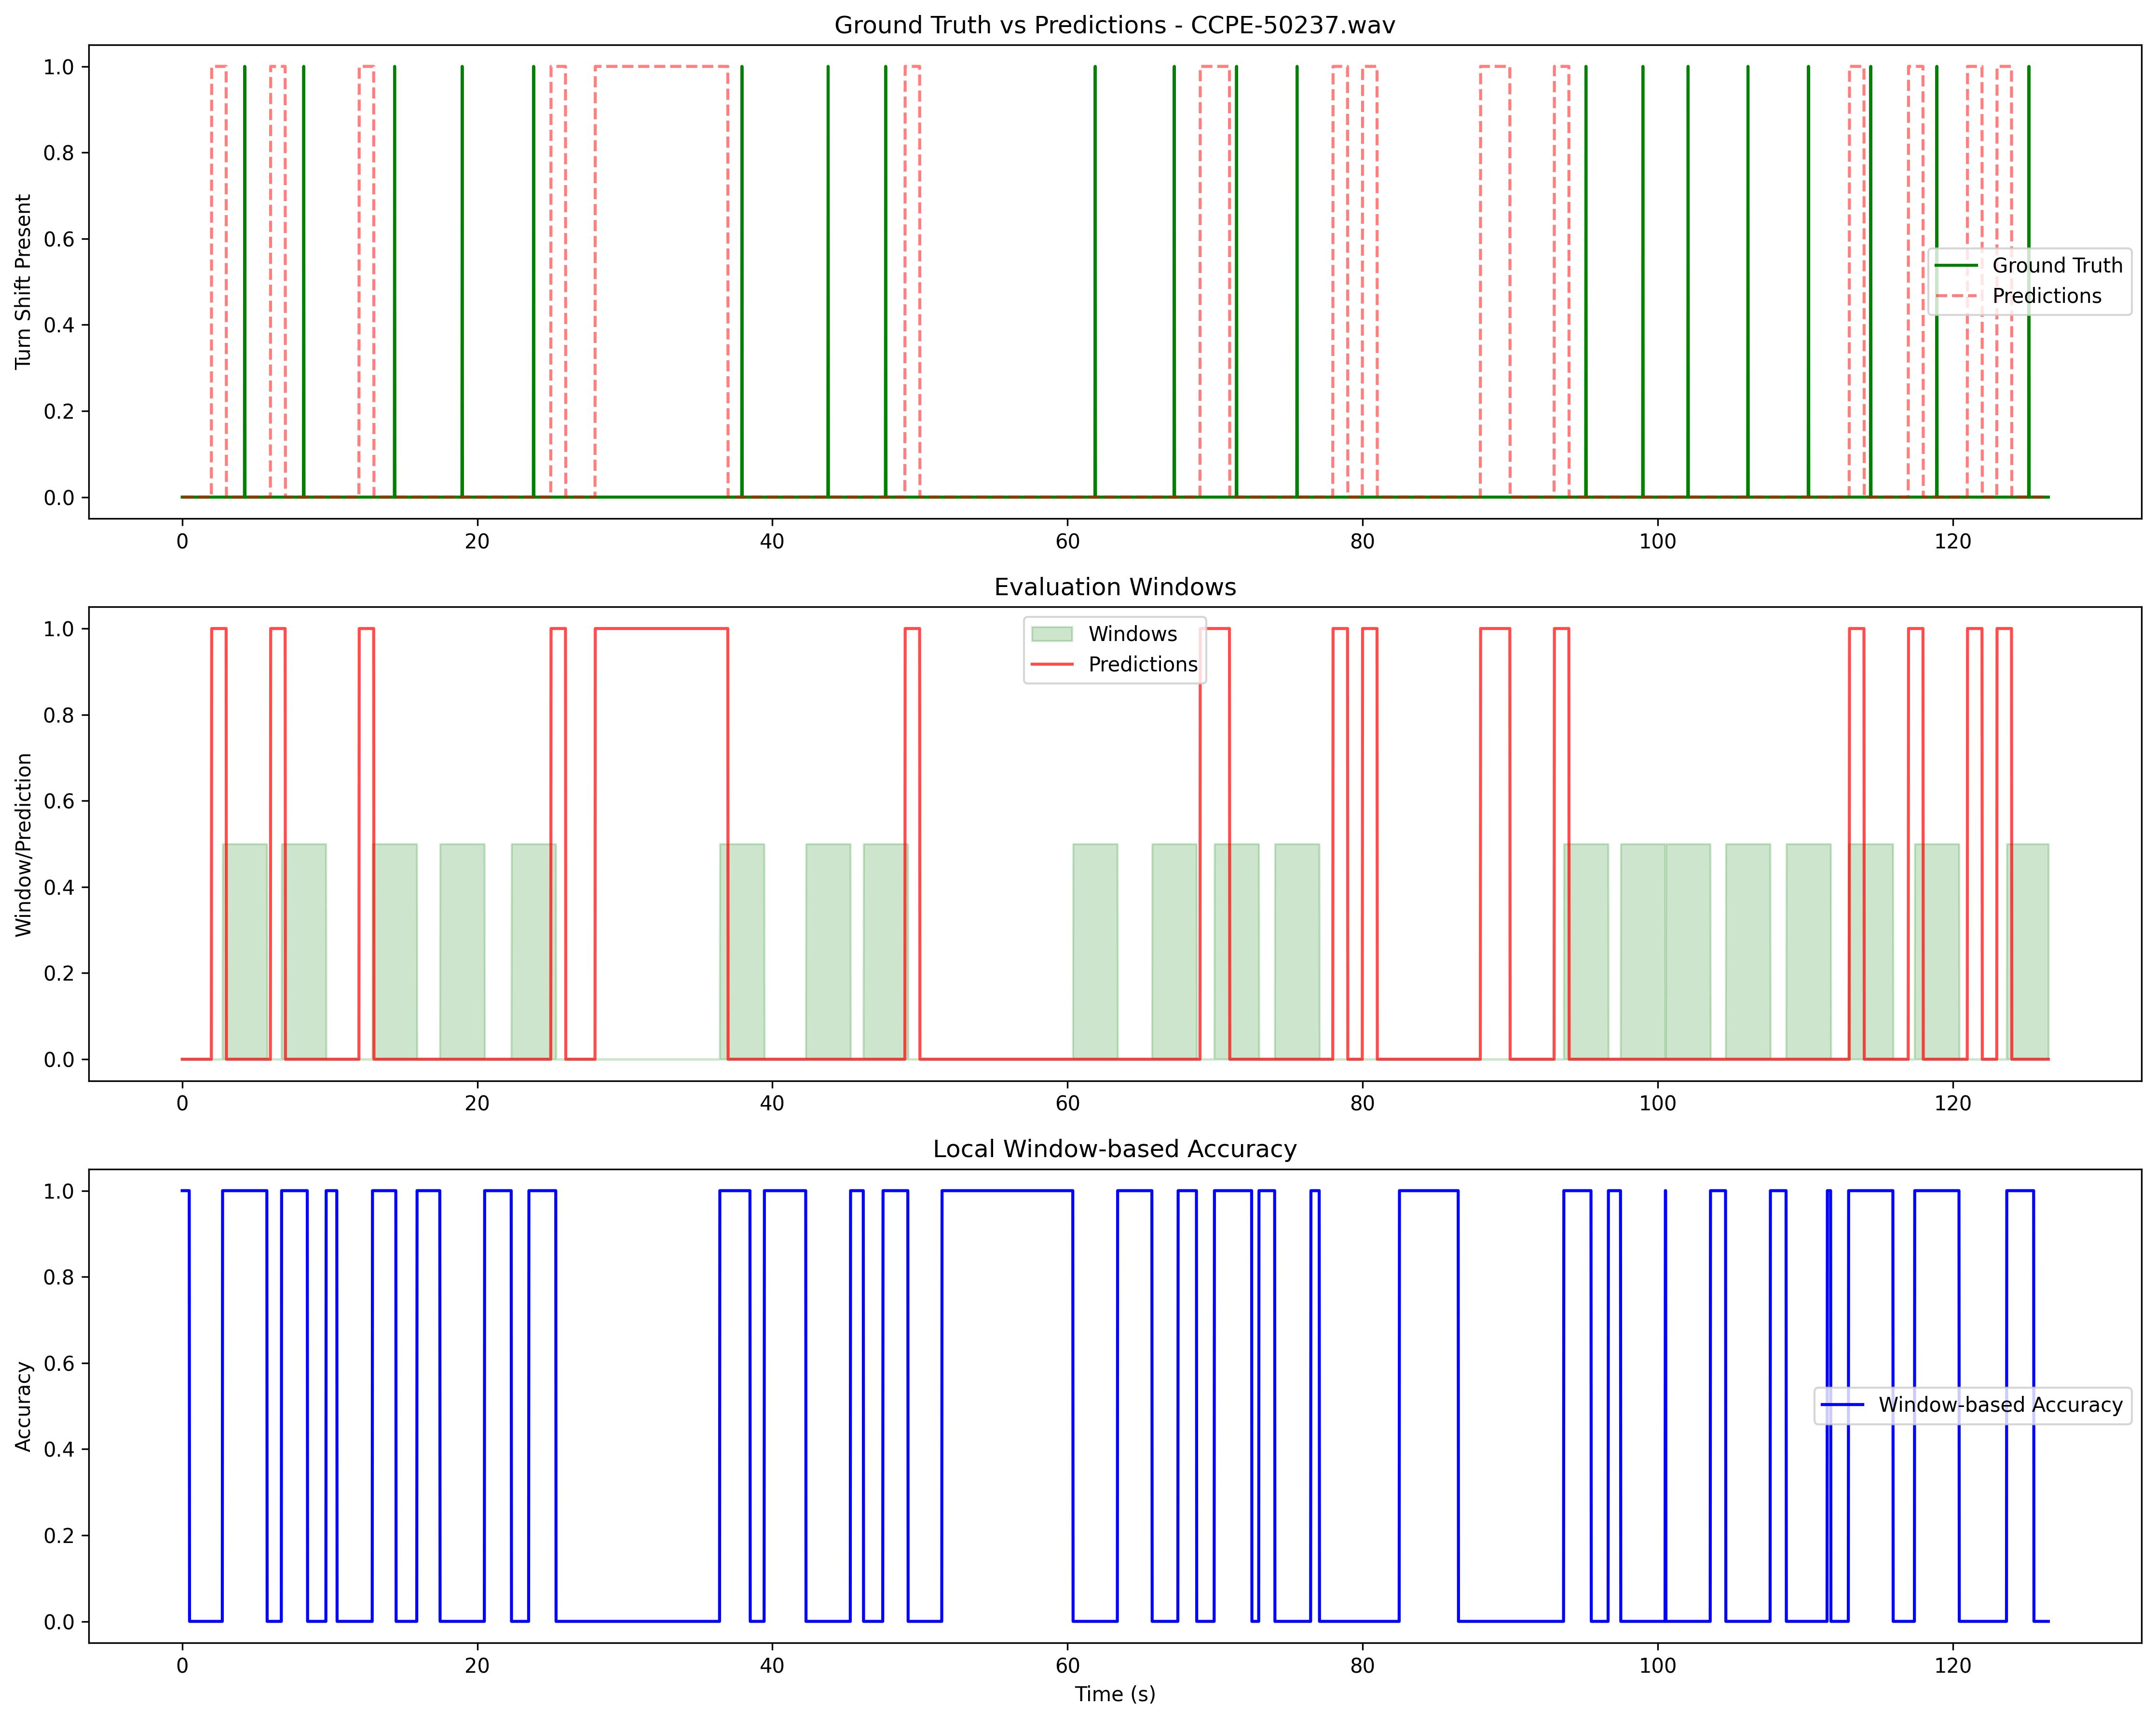 Ground Truth vs Predictions - CCPE-50237.wav
Turn Shift Present
1.0
0.8
0.6
0.4
0.2
0.0
Ground Truth
Predictions
0 20 40 60 80 100 120
Evaluation Windows
Window/Prediction
1.0
0.8
0.6
0.4
0.2
0.0
Windows
Predictions
0 20 40 60 80 100 120
Local Window-based Accuracy
Accuracy
1.0
0.8
0.6
0.4
0.2
0.0
Window-based Accuracy
0 20 40 60 80 100 120
Time (s)